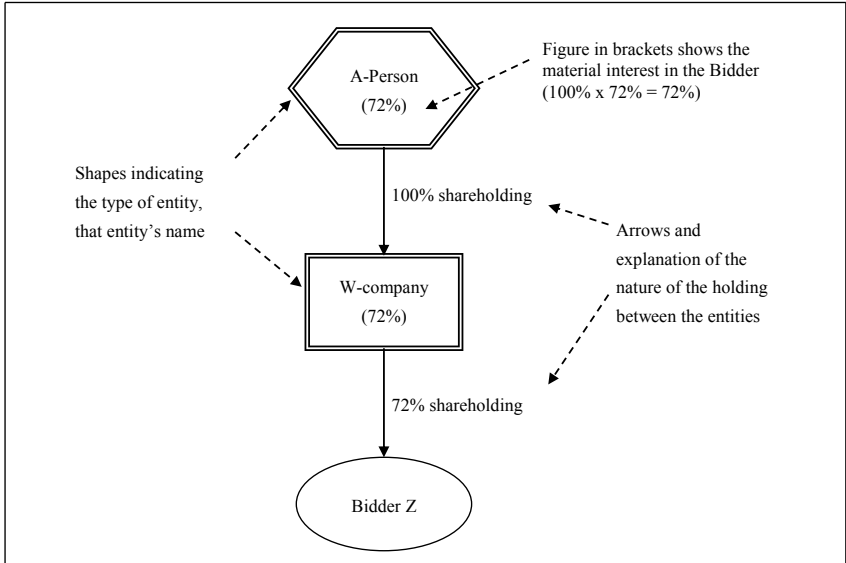 A-Person
(72%)
Figure in brackets shows the
material interest in the Bidder
(100% x 72% = 72%)
Shapes indicating
the type of entity,
that entity’s name
100% shareholding
Arrows and
explanation of the
nature of the holding
between the entities
W-company
(72%)
72% shareholding
Bidder Z